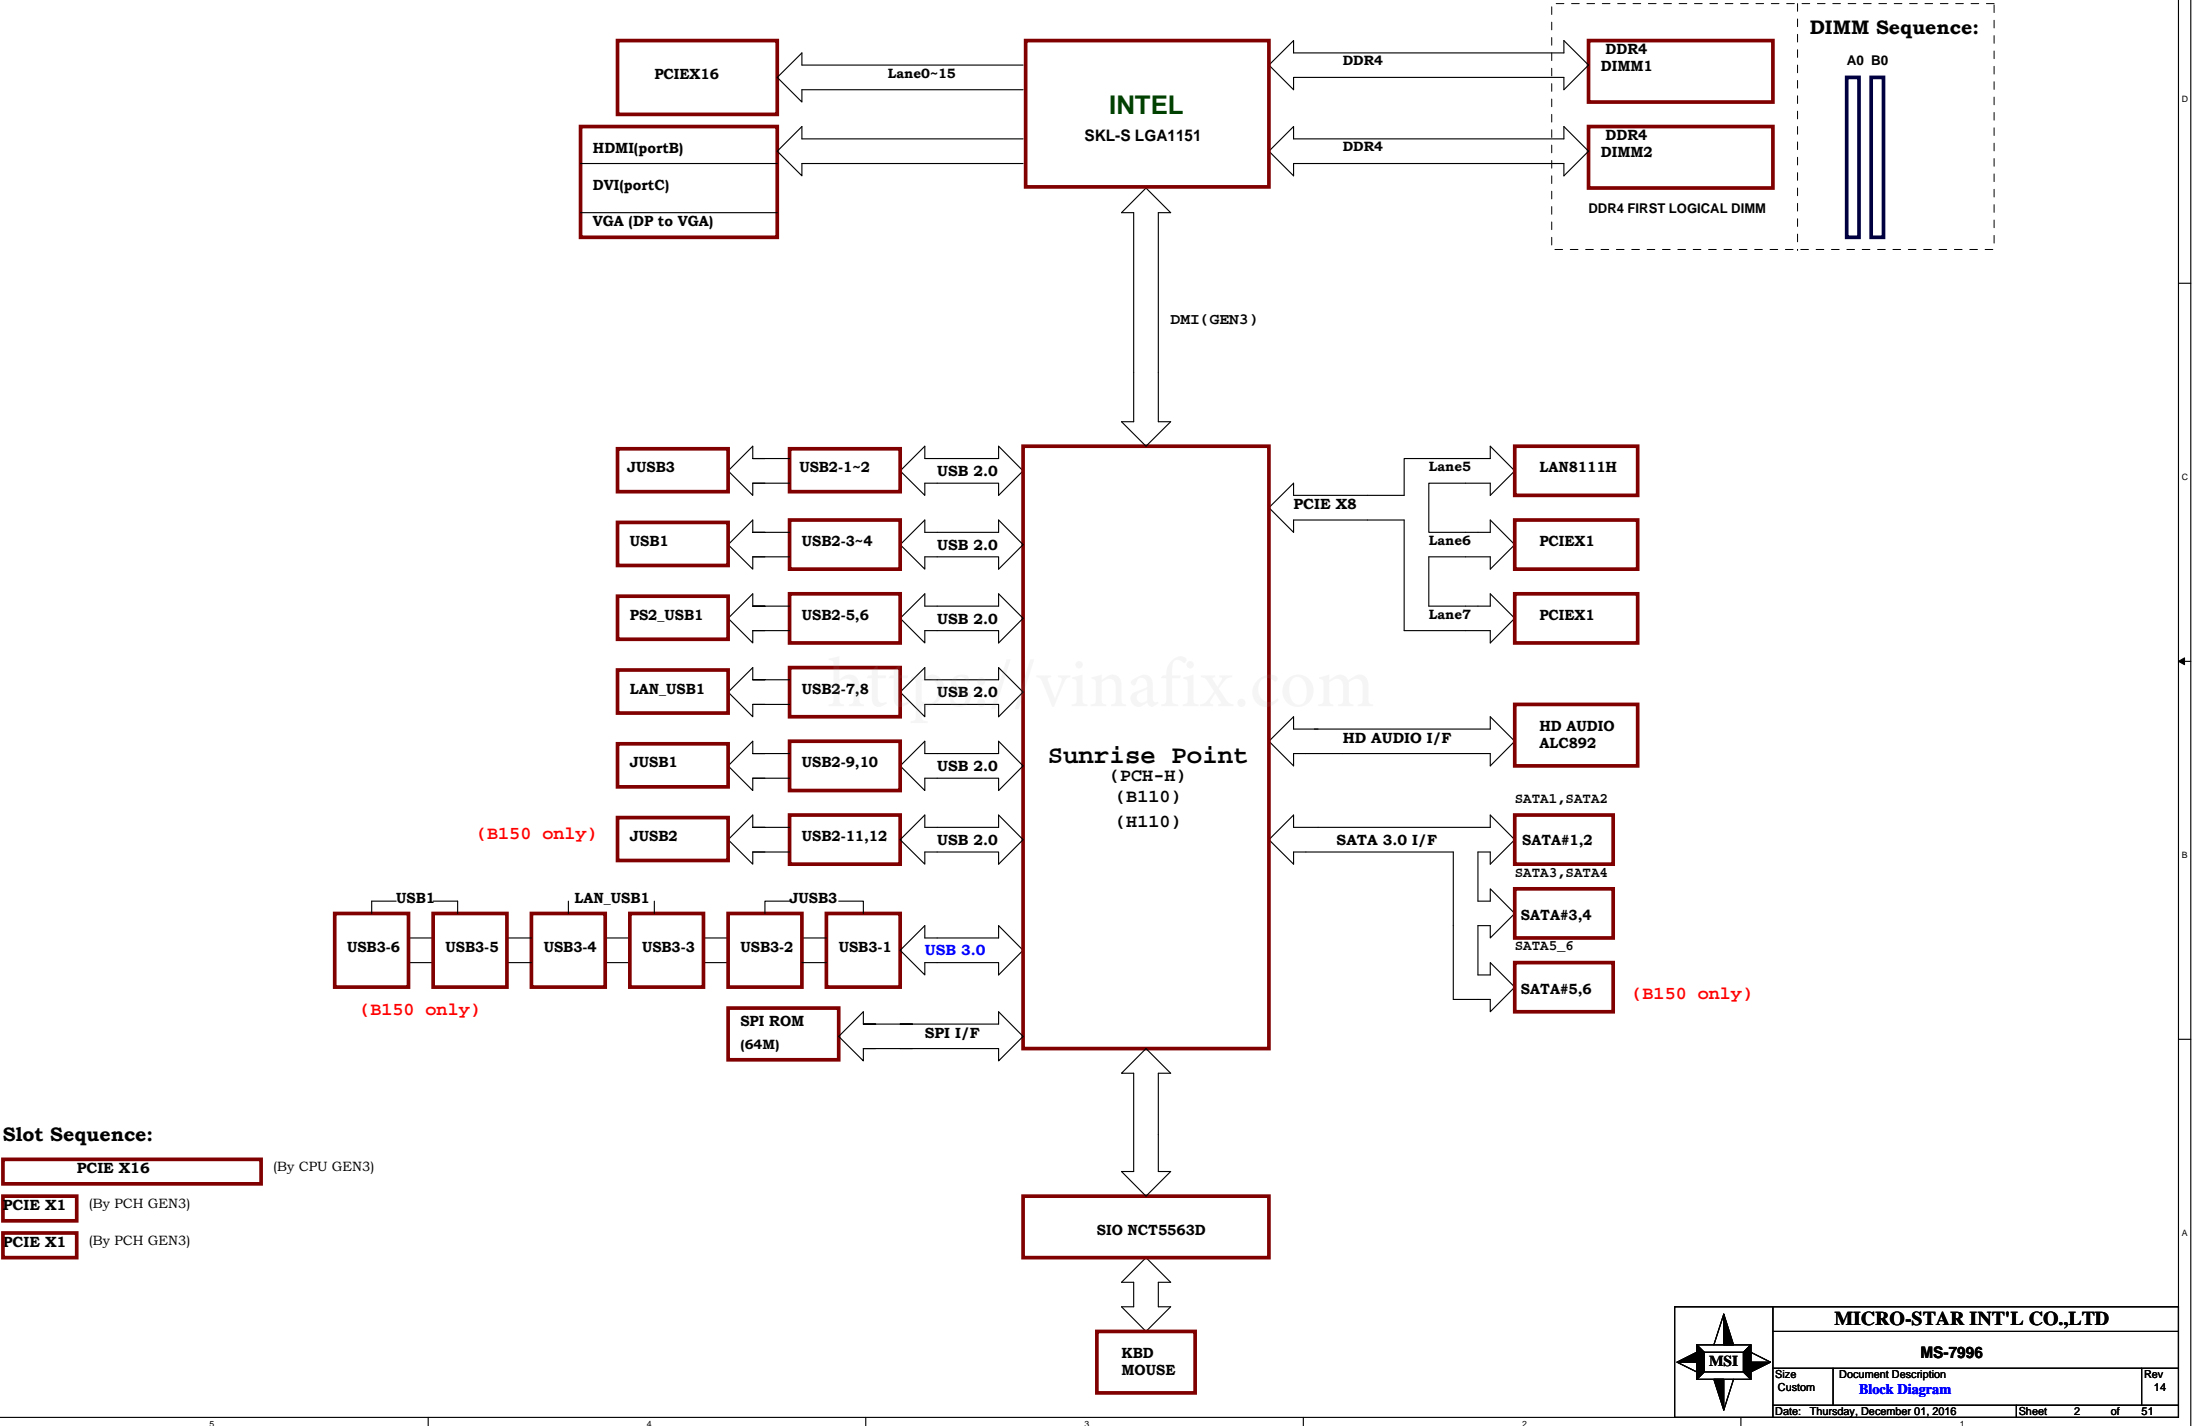 DIMM Sequence:
A0 B0
PCIEX16
Lane0~15
INTEL
SKL-S LGA1151
DDR4
DDR4
DIMM1
HDMI(portB)
DVI(portC)
VGA (DP to VGA)
DDR4
DDR4
DIMM2
DDR4 FIRST LOGICAL DIMM
DMI(GEN3)
JUSB3
USB2-1~2
USB 2.0
USB1
USB2-3~4
USB 2.0
PS2_USB1
USB2-5,6
USB 2.0
LAN_USB1
USB2-7,8
USB 2.0
JUSB1
USB2-9,10
USB 2.0
(B150 only)
JUSB2
USB2-11,12
USB 2.0
https://vinafix.com
Sunrise Point
(PCH-H)
(B110)
(H110)
PCIE X8
Lane5
LAN8111H
Lane6
PCIEX1
Lane7
PCIEX1
HD AUDIO I/F
HD AUDIO
ALC892
SATA 3.0 I/F
SATA1,SATA2
SATA#1,2
SATA3,SATA4
SATA#3,4
SATA5_6
SATA#5,6
(B150 only)
USB1
LAN_USB1
JUSB3
USB3-6
USB3-5
USB3-4
USB3-3
USB3-2
USB3-1
USB 3.0
(B150 only)
SPI ROM
(64M)
SPI I/F
Slot Sequence:
PCIE X16
(By CPU GEN3)
PCIE X1
(By PCH GEN3)
PCIE X1
(By PCH GEN3)
SIO NCT5563D
KBD
MOUSE
MSI
MICRO-STAR INT'L CO.,LTD
MS-7996
Size
Custom
Document Description
Block Diagram
Rev
14
Date: Thursday, December 01, 2016
Sheet 2 of 51
D
C
B
A
5
4
3
2
1